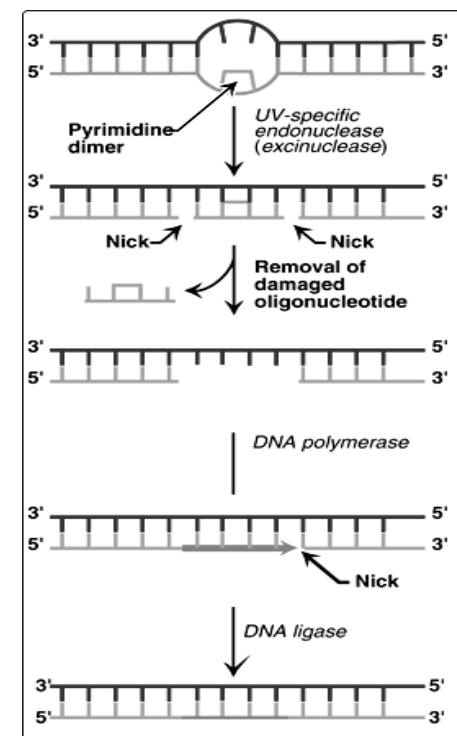 3' 5'
5' 3'
Pyrimidine
dimer
UV-specific
endonuclease
(excinuclease)
3' 5'
5' 3'
Nick Nick
Removal of
damaged
oligonucleotide
3' 5'
5' 3'
DNA polymerase
3' 5'
5' 3'
Nick
DNA ligase
3' 5'
5' 3'